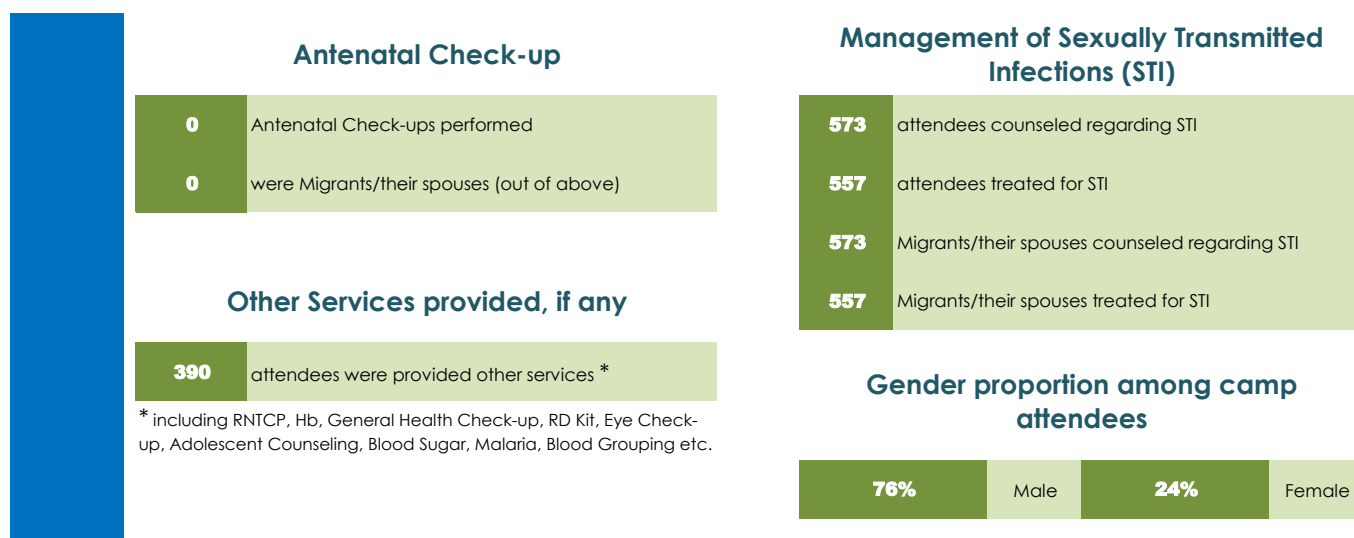 Antenatal Check-up
0 Antenatal Check-ups performed
0 were Migrants/their spouses (out of above)
Other Services provided, if any
390 attendees were provided other services *
* including RNTCP, Hb, General Health Check-up, RD Kit, Eye Check-
up, Adolescent Counseling, Blood Sugar, Malaria, Blood Grouping etc.
Management of Sexually Transmitted
Infections (STI)
573 attendees counseled regarding STI
557 attendees treated for STI
573 Migrants/their spouses counseled regarding STI
557 Migrants/their spouses treated for STI
Gender proportion among camp
attendees
76% Male 24% Female